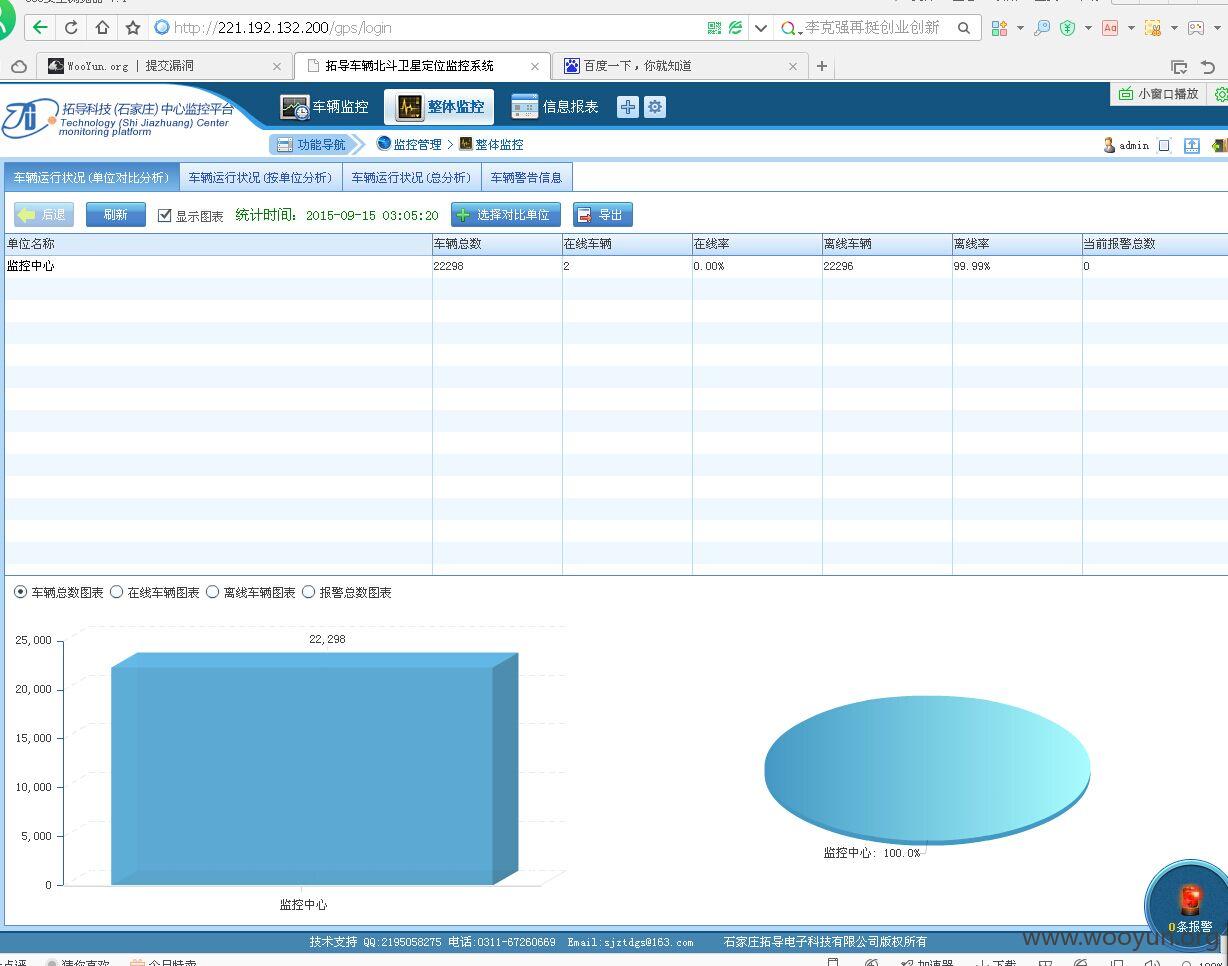 http://221.192.132.200/gps/login
李克强再挺创业创新
WooYun.org | 提交漏洞
拓导车辆北斗卫星定位监控系统
百度一下，你就知道
小窗口播放
拓导科技(石家庄)中心监控平台
Technology (Shi Jiazhuang) Center
monitoring platform
车辆监控
整体监控
信息报表
功能导航
监控管理 > 整体监控
admin
车辆运行状况(单位对比分析)
车辆运行状况(按单位分析)
车辆运行状况(总分析)
车辆警告信息
后退
刷新
显示图表
统计时间：2015-09-15 03:05:20
选择对比单位
导出
单位名称 车辆总数 在线车辆 在线率 离线车辆 离线率 当前报警总数
监控中心 22298 2 0.00% 22296 99.99% 0
车辆总数图表 在线车辆图表 离线车辆图表 报警总数图表
22,298
25,000
20,000
15,000
10,000
5,000
0
监控中心
监控中心: 100.0%
0条报警
技术支持 QQ:2195058275 电话:0311-67260669 Email:sjztdgs@163.com 石家庄拓导电子科技有限公司版权所有
www.wooyun.org